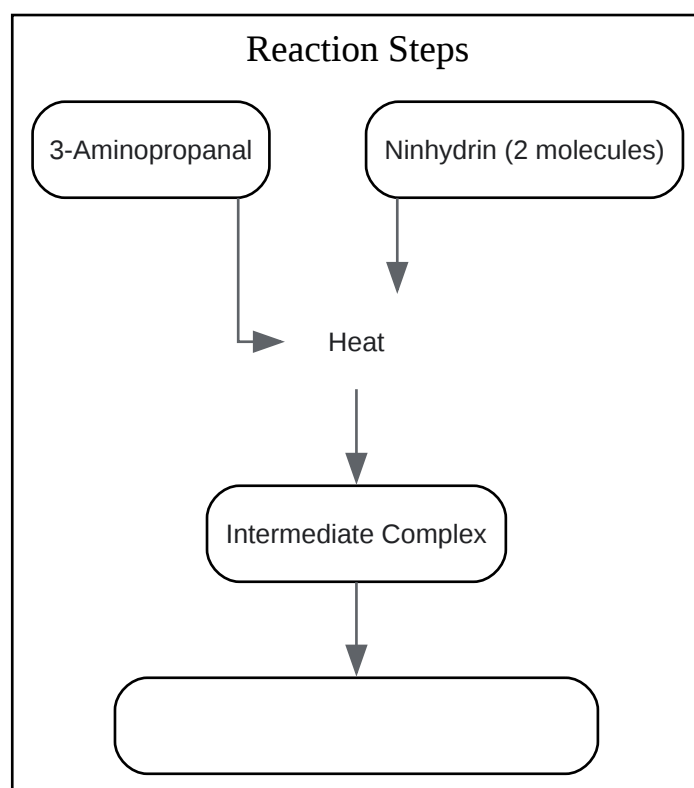 Reaction Steps
3-Aminopropanal
Ninhydrin (2 molecules)
Heat
Intermediate Complex